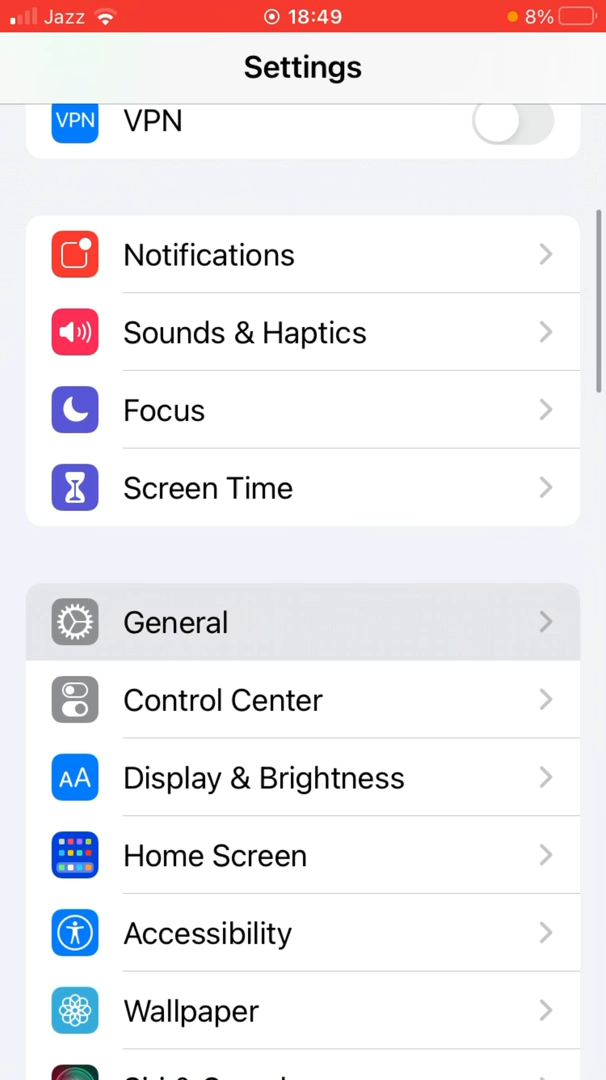 Jazz 18:49 8%
Settings
VPN VPN
Notifications
Sounds & Haptics
Focus
Screen Time
General
Control Center
AA Display & Brightness
Home Screen
Accessibility
Wallpaper